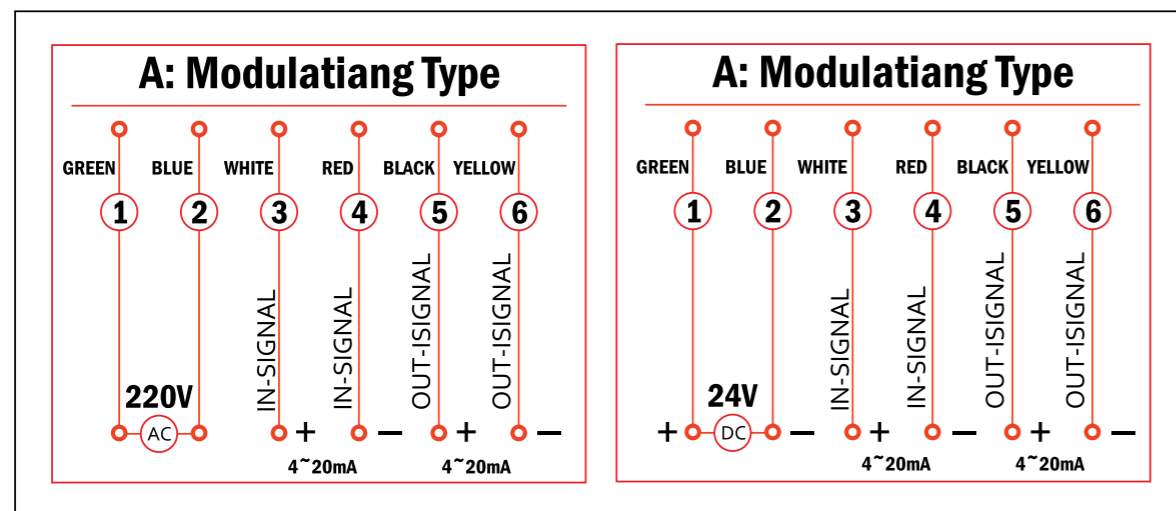 A: Modulatiang Type
GREEN BLUE WHITE RED BLACK YELLOW
1 2 3 4 5 6
IN-SIGNAL
IN-SIGNAL
OUT-ISIGNAL
OUT-ISIGNAL
220V
AC + − + −
4~20mA 4~20mA
A: Modulatiang Type
GREEN BLUE WHITE RED BLACK YELLOW
1 2 3 4 5 6
IN-SIGNAL
IN-SIGNAL
OUT-ISIGNAL
OUT-ISIGNAL
24V
+ DC − + − + −
4~20mA 4~20mA